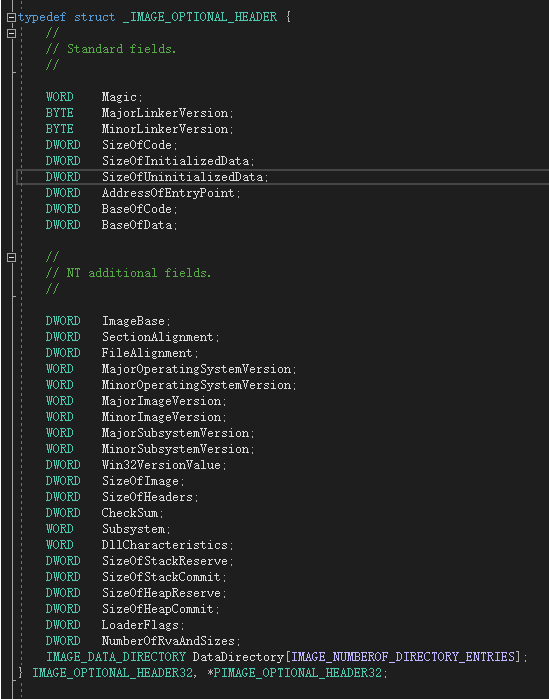 typedef struct _IMAGE_OPTIONAL_HEADER {
//
// Standard fields.
//
WORD Magic;
BYTE MajorLinkerVersion;
BYTE MinorLinkerVersion;
DWORD SizeOfCode;
DWORD SizeOfInitializedData;
DWORD SizeOfUninitializedData;
DWORD AddressOfEntryPoint;
DWORD BaseOfCode;
DWORD BaseOfData;
//
// NT additional fields.
//
DWORD ImageBase;
DWORD SectionAlignment;
DWORD FileAlignment;
WORD MajorOperatingSystemVersion;
WORD MinorOperatingSystemVersion;
WORD MajorImageVersion;
WORD MinorImageVersion;
WORD MajorSubsystemVersion;
WORD MinorSubsystemVersion;
DWORD Win32VersionValue;
DWORD SizeOfImage;
DWORD SizeOfHeaders;
DWORD CheckSum;
WORD Subsystem;
WORD DllCharacteristics;
DWORD SizeOfStackReserve;
DWORD SizeOfStackCommit;
DWORD SizeOfHeapReserve;
DWORD SizeOfHeapCommit;
DWORD LoaderFlags;
DWORD NumberOfRvaAndSizes;
IMAGE_DATA_DIRECTORY DataDirectory[IMAGE_NUMBEROF_DIRECTORY_ENTRIES];
} IMAGE_OPTIONAL_HEADER32, *PIMAGE_OPTIONAL_HEADER32;